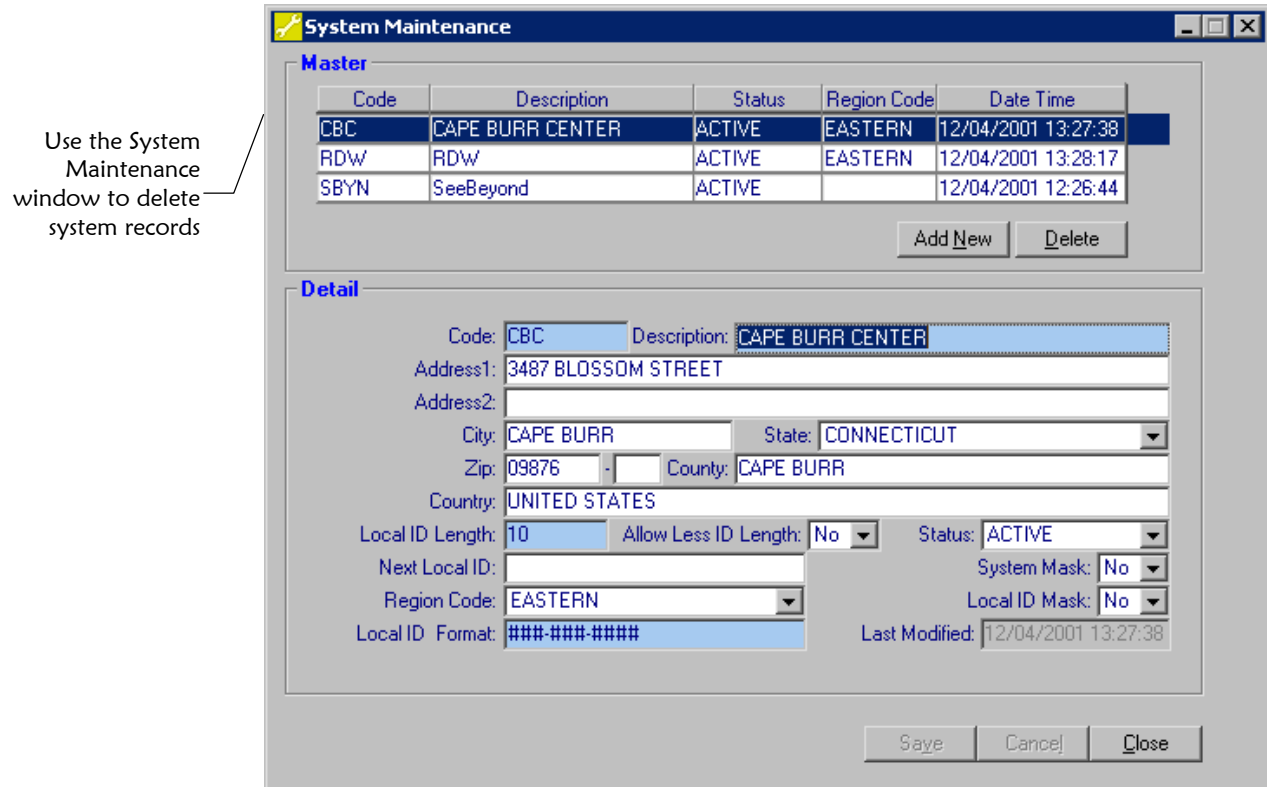 System Maintenance
Use the System
Maintenance
window to delete
system records
Master
Code Description Status Region Code Date Time
CBC CAPE BURR CENTER ACTIVE EASTERN 12/04/2001 13:27:38
RDW RDW ACTIVE EASTERN 12/04/2001 13:28:17
SBYN SeeBeyond ACTIVE 12/04/2001 12:26:44
Add New Delete
Detail
Code: CBC Description: CAPE BURR CENTER
Address1: 3487 BLOSSOM STREET
Address2:
City: CAPE BURR State: CONNECTICUT
Zip: 09876 - County: CAPE BURR
Country: UNITED STATES
Local ID Length: 10 Allow Less ID Length: No Status: ACTIVE
Next Local ID: System Mask: No
Region Code: EASTERN Local ID Mask: No
Local ID Format: ###-###-#### Last Modified: 12/04/2001 13:27:38
Save Cancel Close